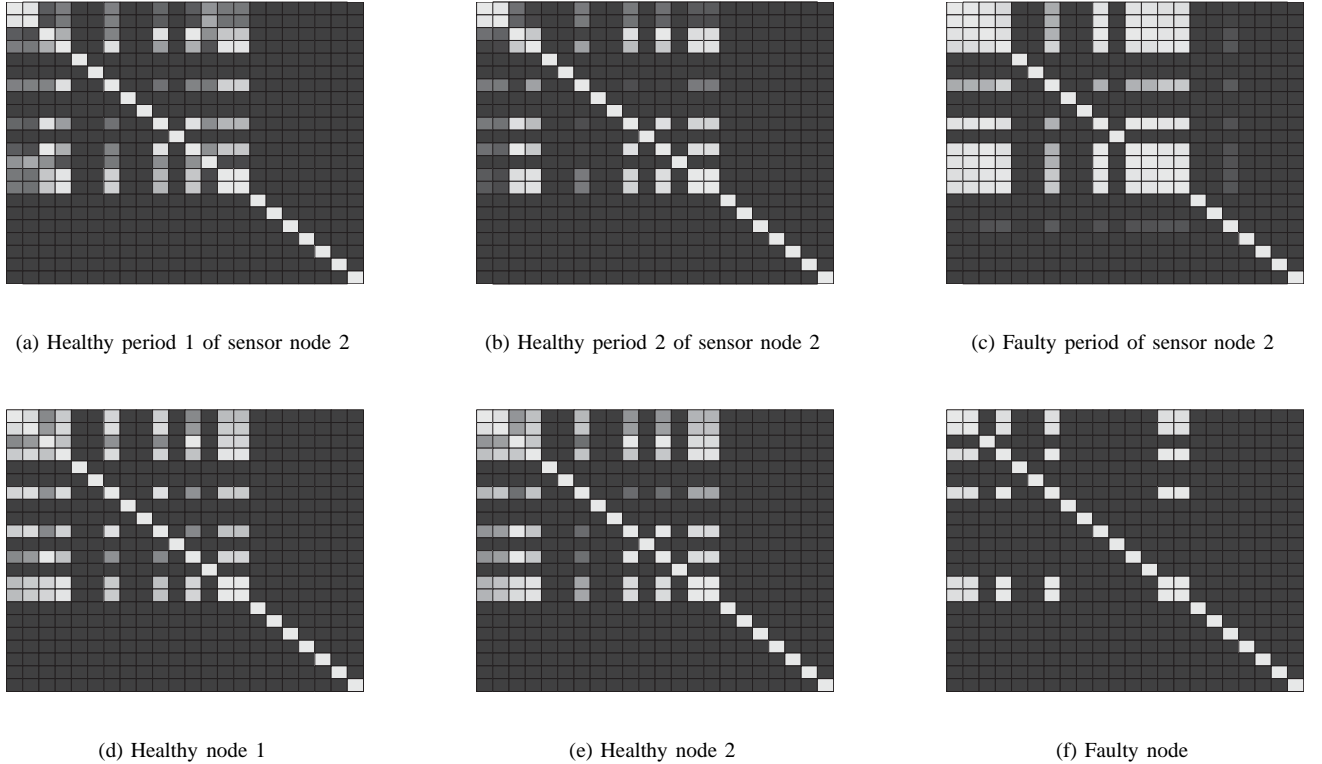 (a) Healthy period 1 of sensor node 2
(b) Healthy period 2 of sensor node 2
(c) Faulty period of sensor node 2
(d) Healthy node 1
(e) Healthy node 2
(f) Faulty node